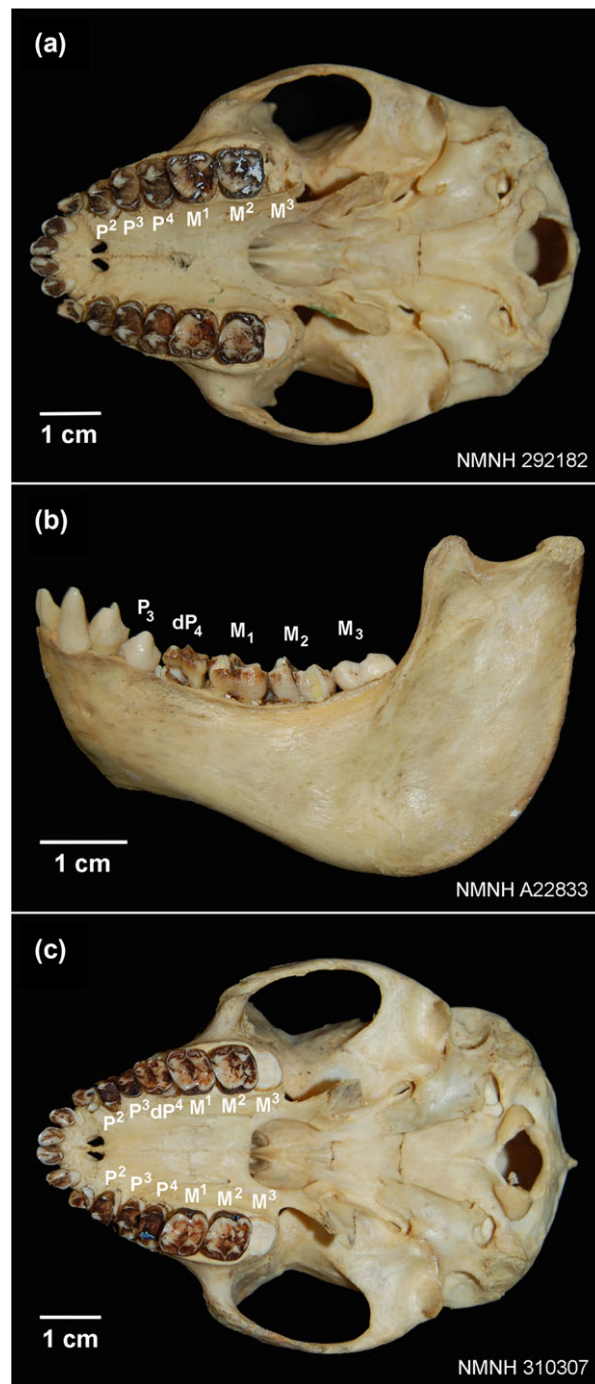 (a)
P² P³ P⁴ M¹ M² M³
1 cm
NMNH 292182
(b)
P₃ dP₄ M₁ M₂ M₃
1 cm
NMNH A22833
(c)
P² P³ dP⁴ M¹ M² M³
P² P³ P⁴ M¹ M² M³
1 cm
NMNH 310307